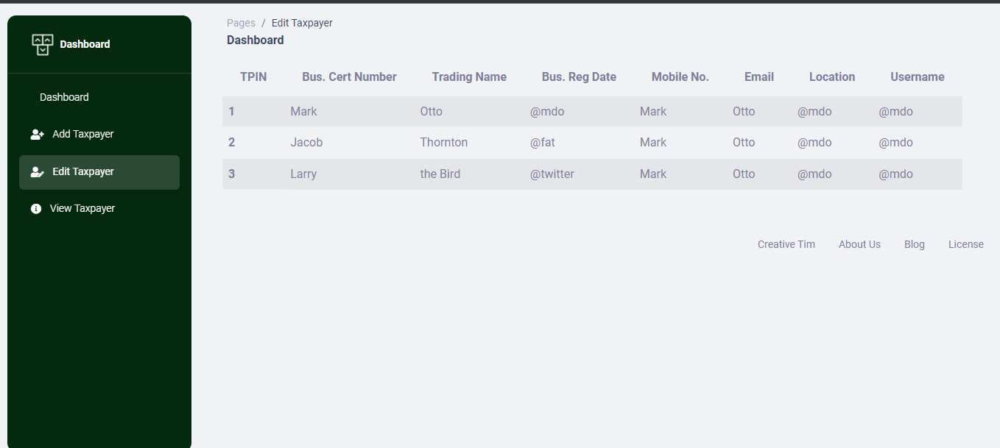 Dashboard
Dashboard
Add Taxpayer
Edit Taxpayer
View Taxpayer
Pages / Edit Taxpayer
Dashboard
TPIN Bus. Cert Number Trading Name Bus. Reg Date Mobile No. Email Location Username
1 Mark Otto @mdo Mark Otto @mdo @mdo
2 Jacob Thornton @fat Mark Otto @mdo @mdo
3 Larry the Bird @twitter Mark Otto @mdo @mdo
Creative Tim About Us Blog License